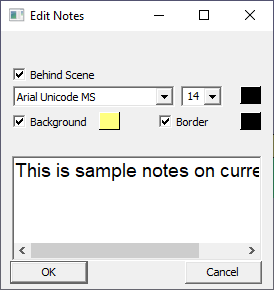 Edit Notes
Behind Scene
Arial Unicode MS 14
Background Border
This is sample notes on curre
OK Cancel